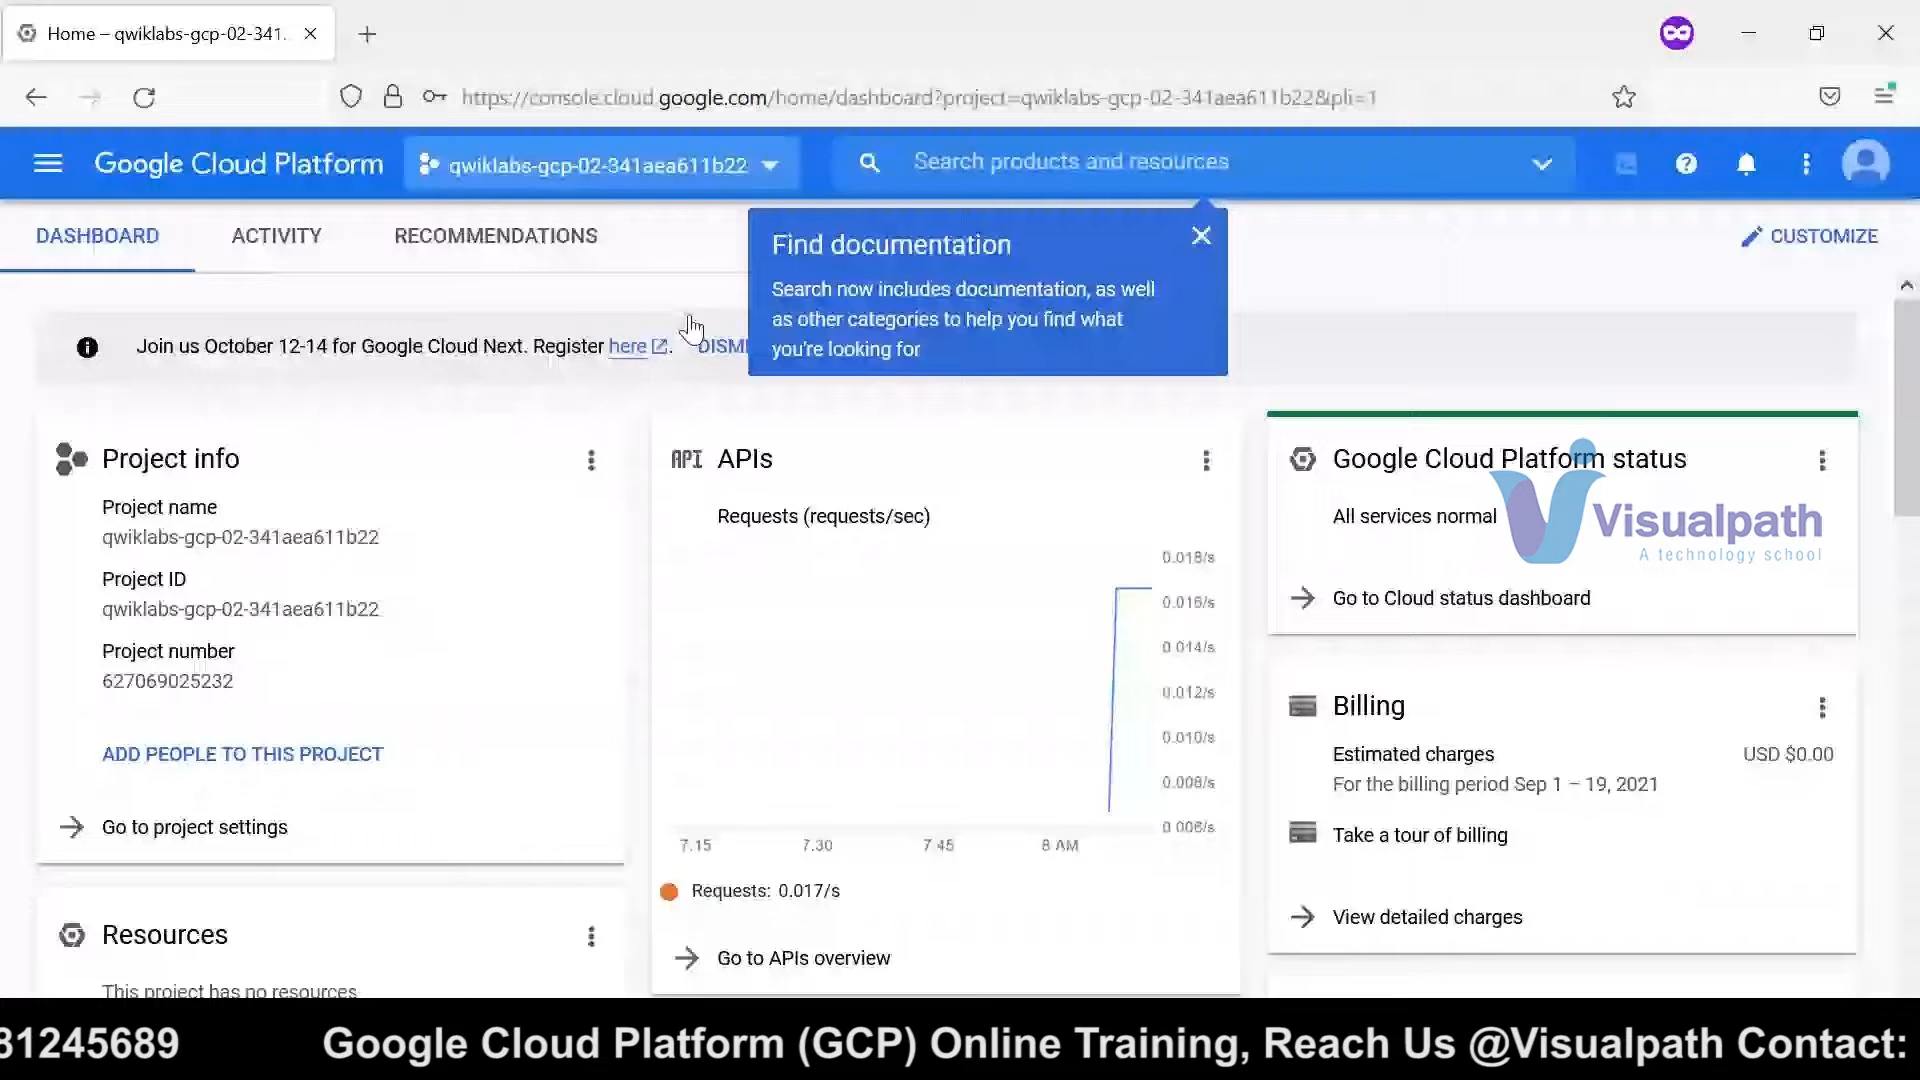 Home – qwiklabs-gcp-02-341.
https://console.cloud.google.com/home/dashboard?project=qwiklabs-gcp-02-341aea611b22&pli=1
Google Cloud Platform
qwiklabs-gcp-02-341aea611b22
Search products and resources
DASHBOARD
ACTIVITY
RECOMMENDATIONS
CUSTOMIZE
Find documentation
Search now includes documentation, as well
as other categories to help you find what
you're looking for
Join us October 12-14 for Google Cloud Next. Register here. DISMI
Project info
Project name
qwiklabs-gcp-02-341aea611b22
Project ID
qwiklabs-gcp-02-341aea611b22
Project number
627069025232
ADD PEOPLE TO THIS PROJECT
Go to project settings
Resources
This project has no resources
API APIs
Requests (requests/sec)
0.018/s
0.016/s
0.014/s
0.012/s
0.010/s
0.008/s
0.006/s
7.15 7.30 7.45 8 AM
Requests: 0.017/s
Go to APIs overview
Google Cloud Platform status
All services normal
Visualpath
A technology school
Go to Cloud status dashboard
Billing
Estimated charges
USD $0.00
For the billing period Sep 1 – 19, 2021
Take a tour of billing
View detailed charges
81245689 Google Cloud Platform (GCP) Online Training, Reach Us @Visualpath Contact: